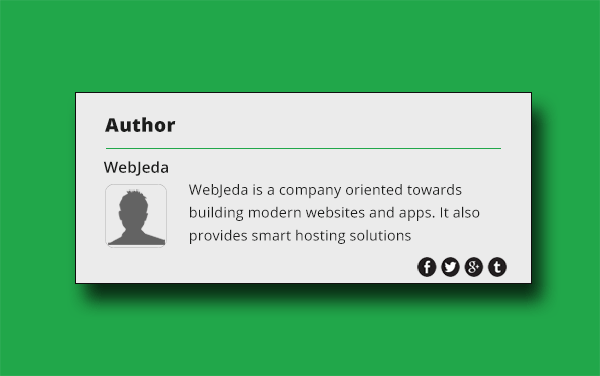 Author
WebJeda
WebJeda is a company oriented towards
building modern websites and apps. It also
provides smart hosting solutions